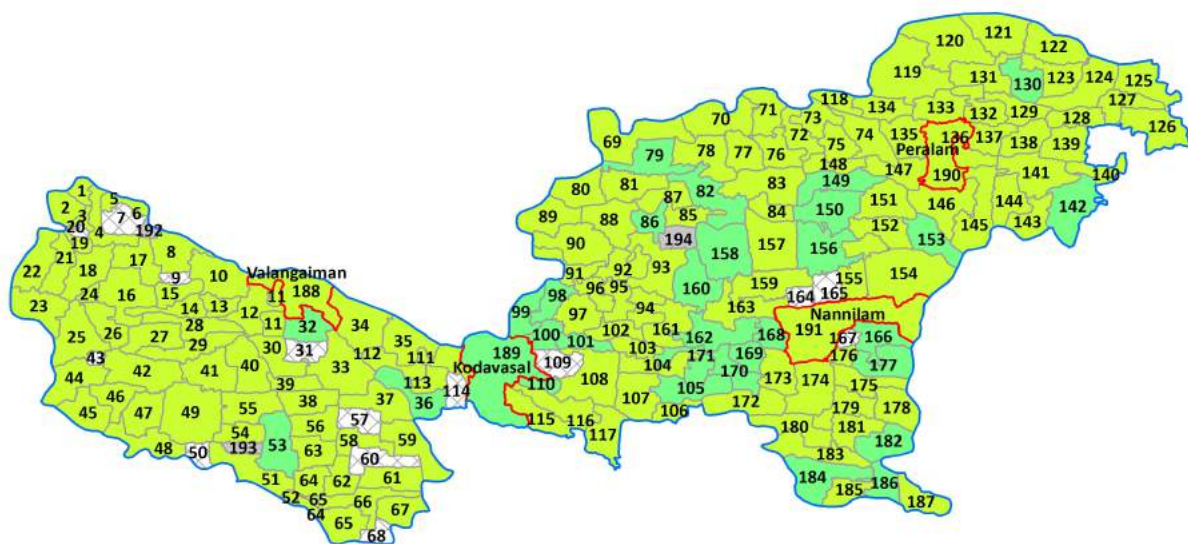 120 121 122
119 131 130 123 124 125
118 134 133 132 129 128 127 126
70 71 73 72 74 135 136 137 138 139
69 79 78 77 76 75 148 147 Peralam 190 141 140
80 81 87 82 83 149 151 146 144 142
89 88 86 85 84 150 152 153 145 143
90 194 158 157 156 154
91 92 93 160 159 155
98 96 95 163 164 165
99 97 94 Nannilam
100 101 102 161 162 168 191 167 166
103 171 169 176 177
109 108 104 170 173 174 175
107 105 172 179 178
106 180 181 182
183
184 185 186 187
1 5
2 3 7 6
20 4 192
19 17 8
22 21 18 9 10 Valangaiman
23 24 16 15 11 188
14 13 12 34
25 26 27 28 11 32 35
43 29 30 31 112 111 189
44 42 41 40 33 113 Kodavasal
46 39 114 110
45 47 49 55 38 37 36 115 116
54 56 57 117
48 50 193 53 63 58 59
60
51 64 62 61
52 65 66 67
64 65 68